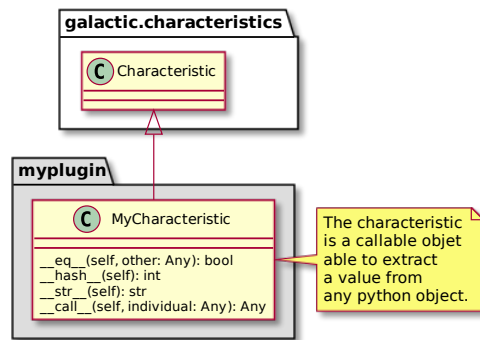 galactic.characteristics
C Characteristic
myplugin
C MyCharacteristic
__eq__(self, other: Any): bool
__hash__(self): int
__str__(self): str
__call__(self, individual: Any): Any
The characteristic
is a callable objet
able to extract
a value from
any python object.